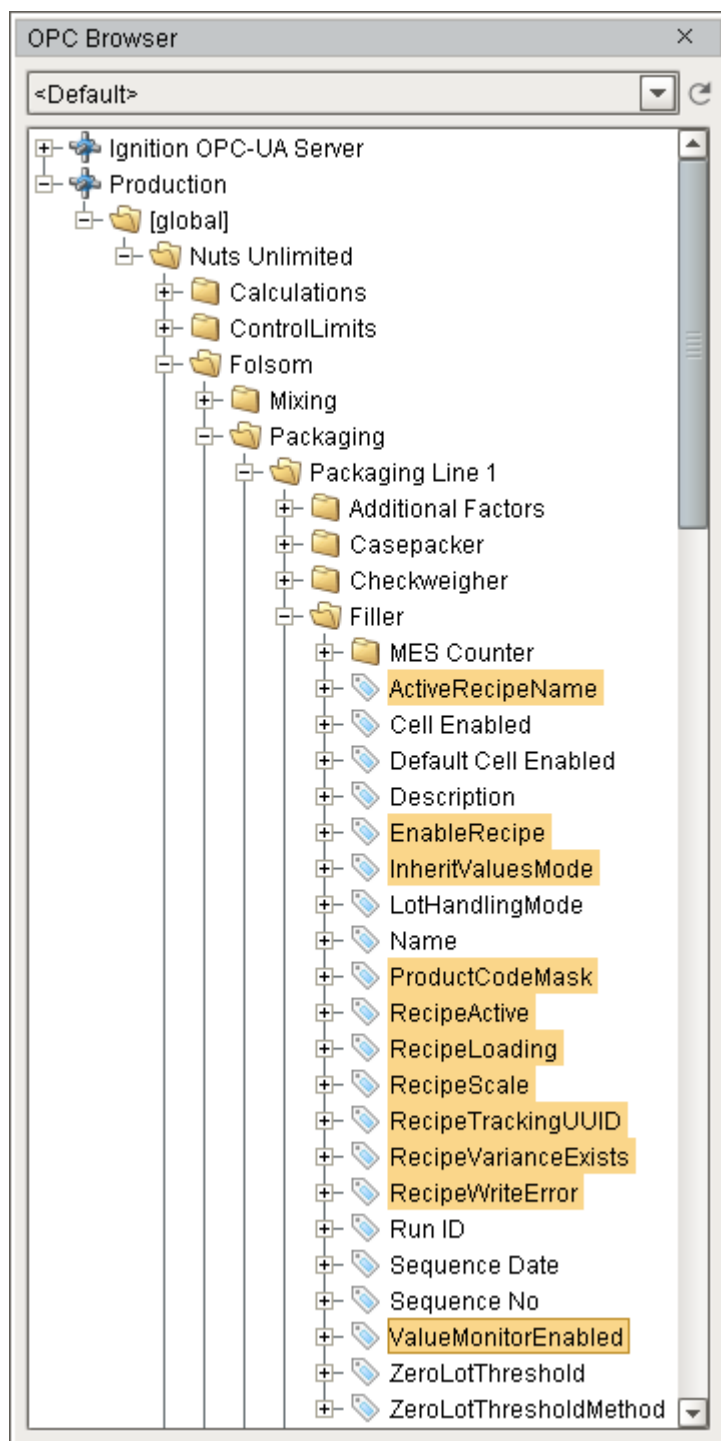 OPC Browser
<Default>
Ignition OPC-UA Server
Production
[global]
Nuts Unlimited
Calculations
ControlLimits
Folsom
Mixing
Packaging
Packaging Line 1
Additional Factors
Casepacker
Checkweigher
Filler
MES Counter
ActiveRecipeName
Cell Enabled
Default Cell Enabled
Description
EnableRecipe
InheritValuesMode
LotHandlingMode
Name
ProductCodeMask
RecipeActive
RecipeLoading
RecipeScale
RecipeTrackingUUID
RecipeVarianceExists
RecipeWriteError
Run ID
Sequence Date
Sequence No
ValueMonitorEnabled
ZeroLotThreshold
ZeroLotThresholdMethod